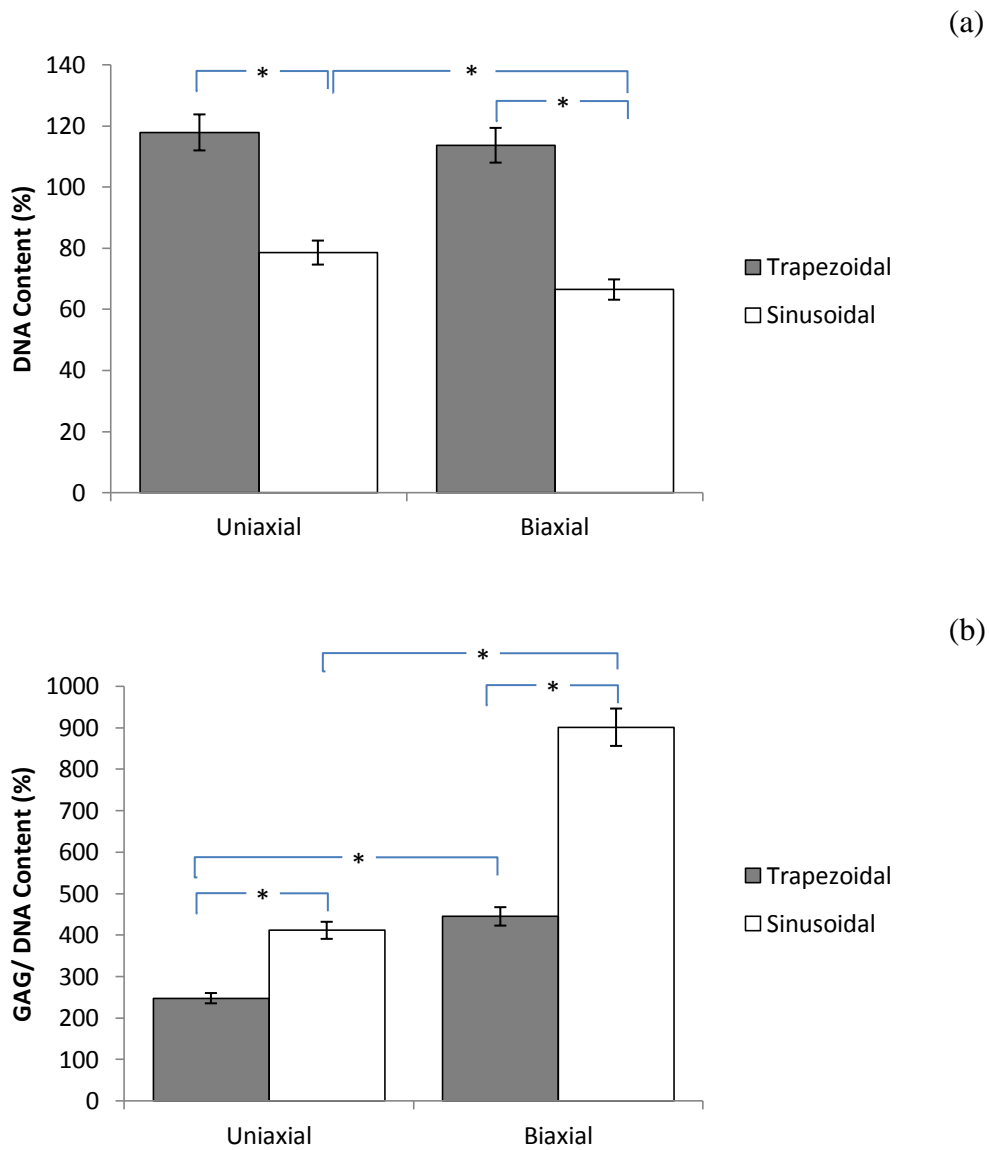 (a)
140
120
100
80
60
40
20
0
DNA Content (%)
* * *
Uniaxial Biaxial
Trapezoidal
Sinusoidal
(b)
1000
900
800
700
600
500
400
300
200
100
0
GAG/ DNA Content (%)
*
*
*
*
Uniaxial Biaxial
Trapezoidal
Sinusoidal